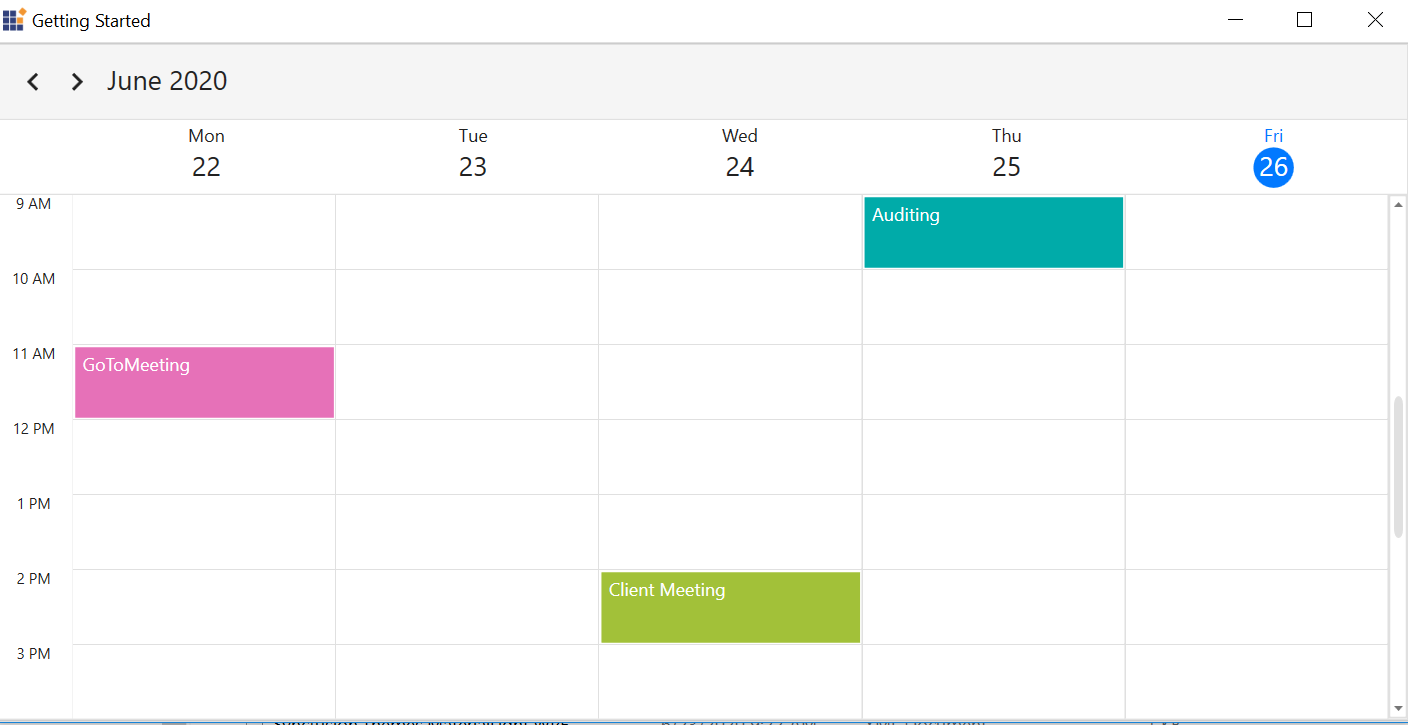 Getting Started
June 2020
Mon Tue Wed Thu Fri
22 23 24 25 26
9 AM
Auditing
10 AM
11 AM
GoToMeeting
12 PM
1 PM
2 PM
Client Meeting
3 PM